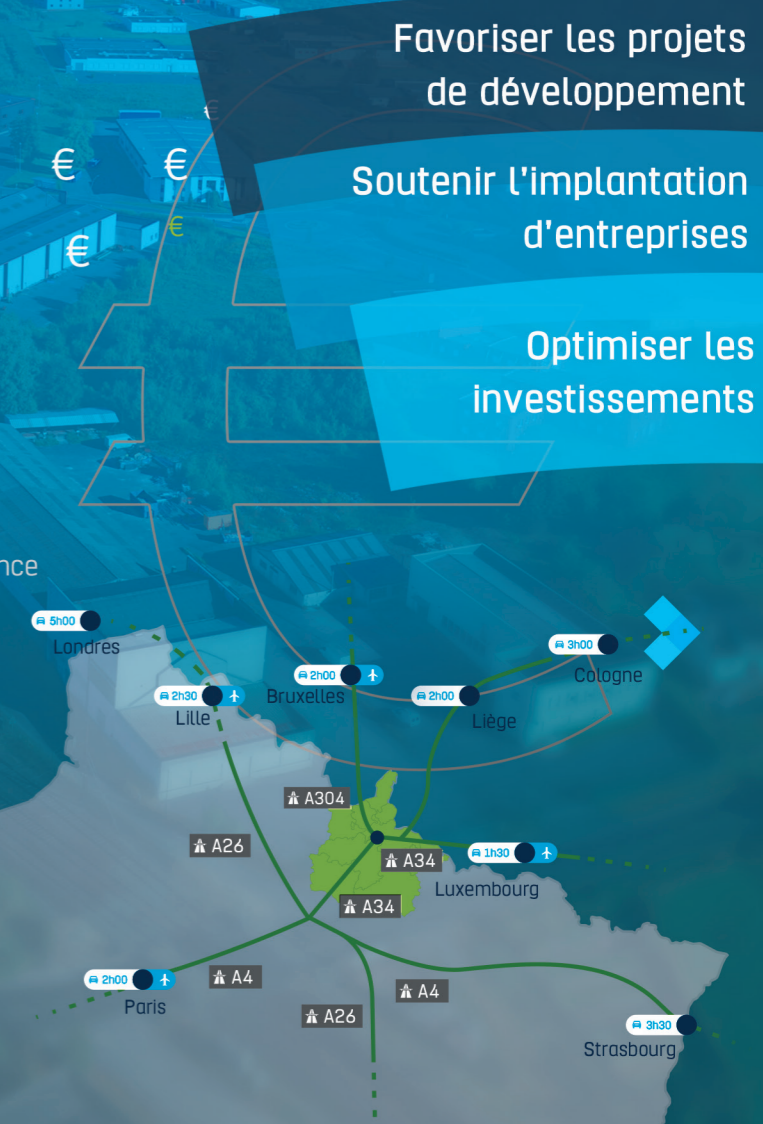 Favoriser les projets
de développement
€
€ €
Soutenir l'implantation
d'entreprises
€
€
Optimiser les
investissements
nce
5h00
Londres
3h00
Cologne
2h00
Bruxelles
2h30
Lille
2h00
Liège
A304
A26
A34
1h30
Luxembourg
A34
2h00
Paris
A4
A4
A26
3h30
Strasbourg